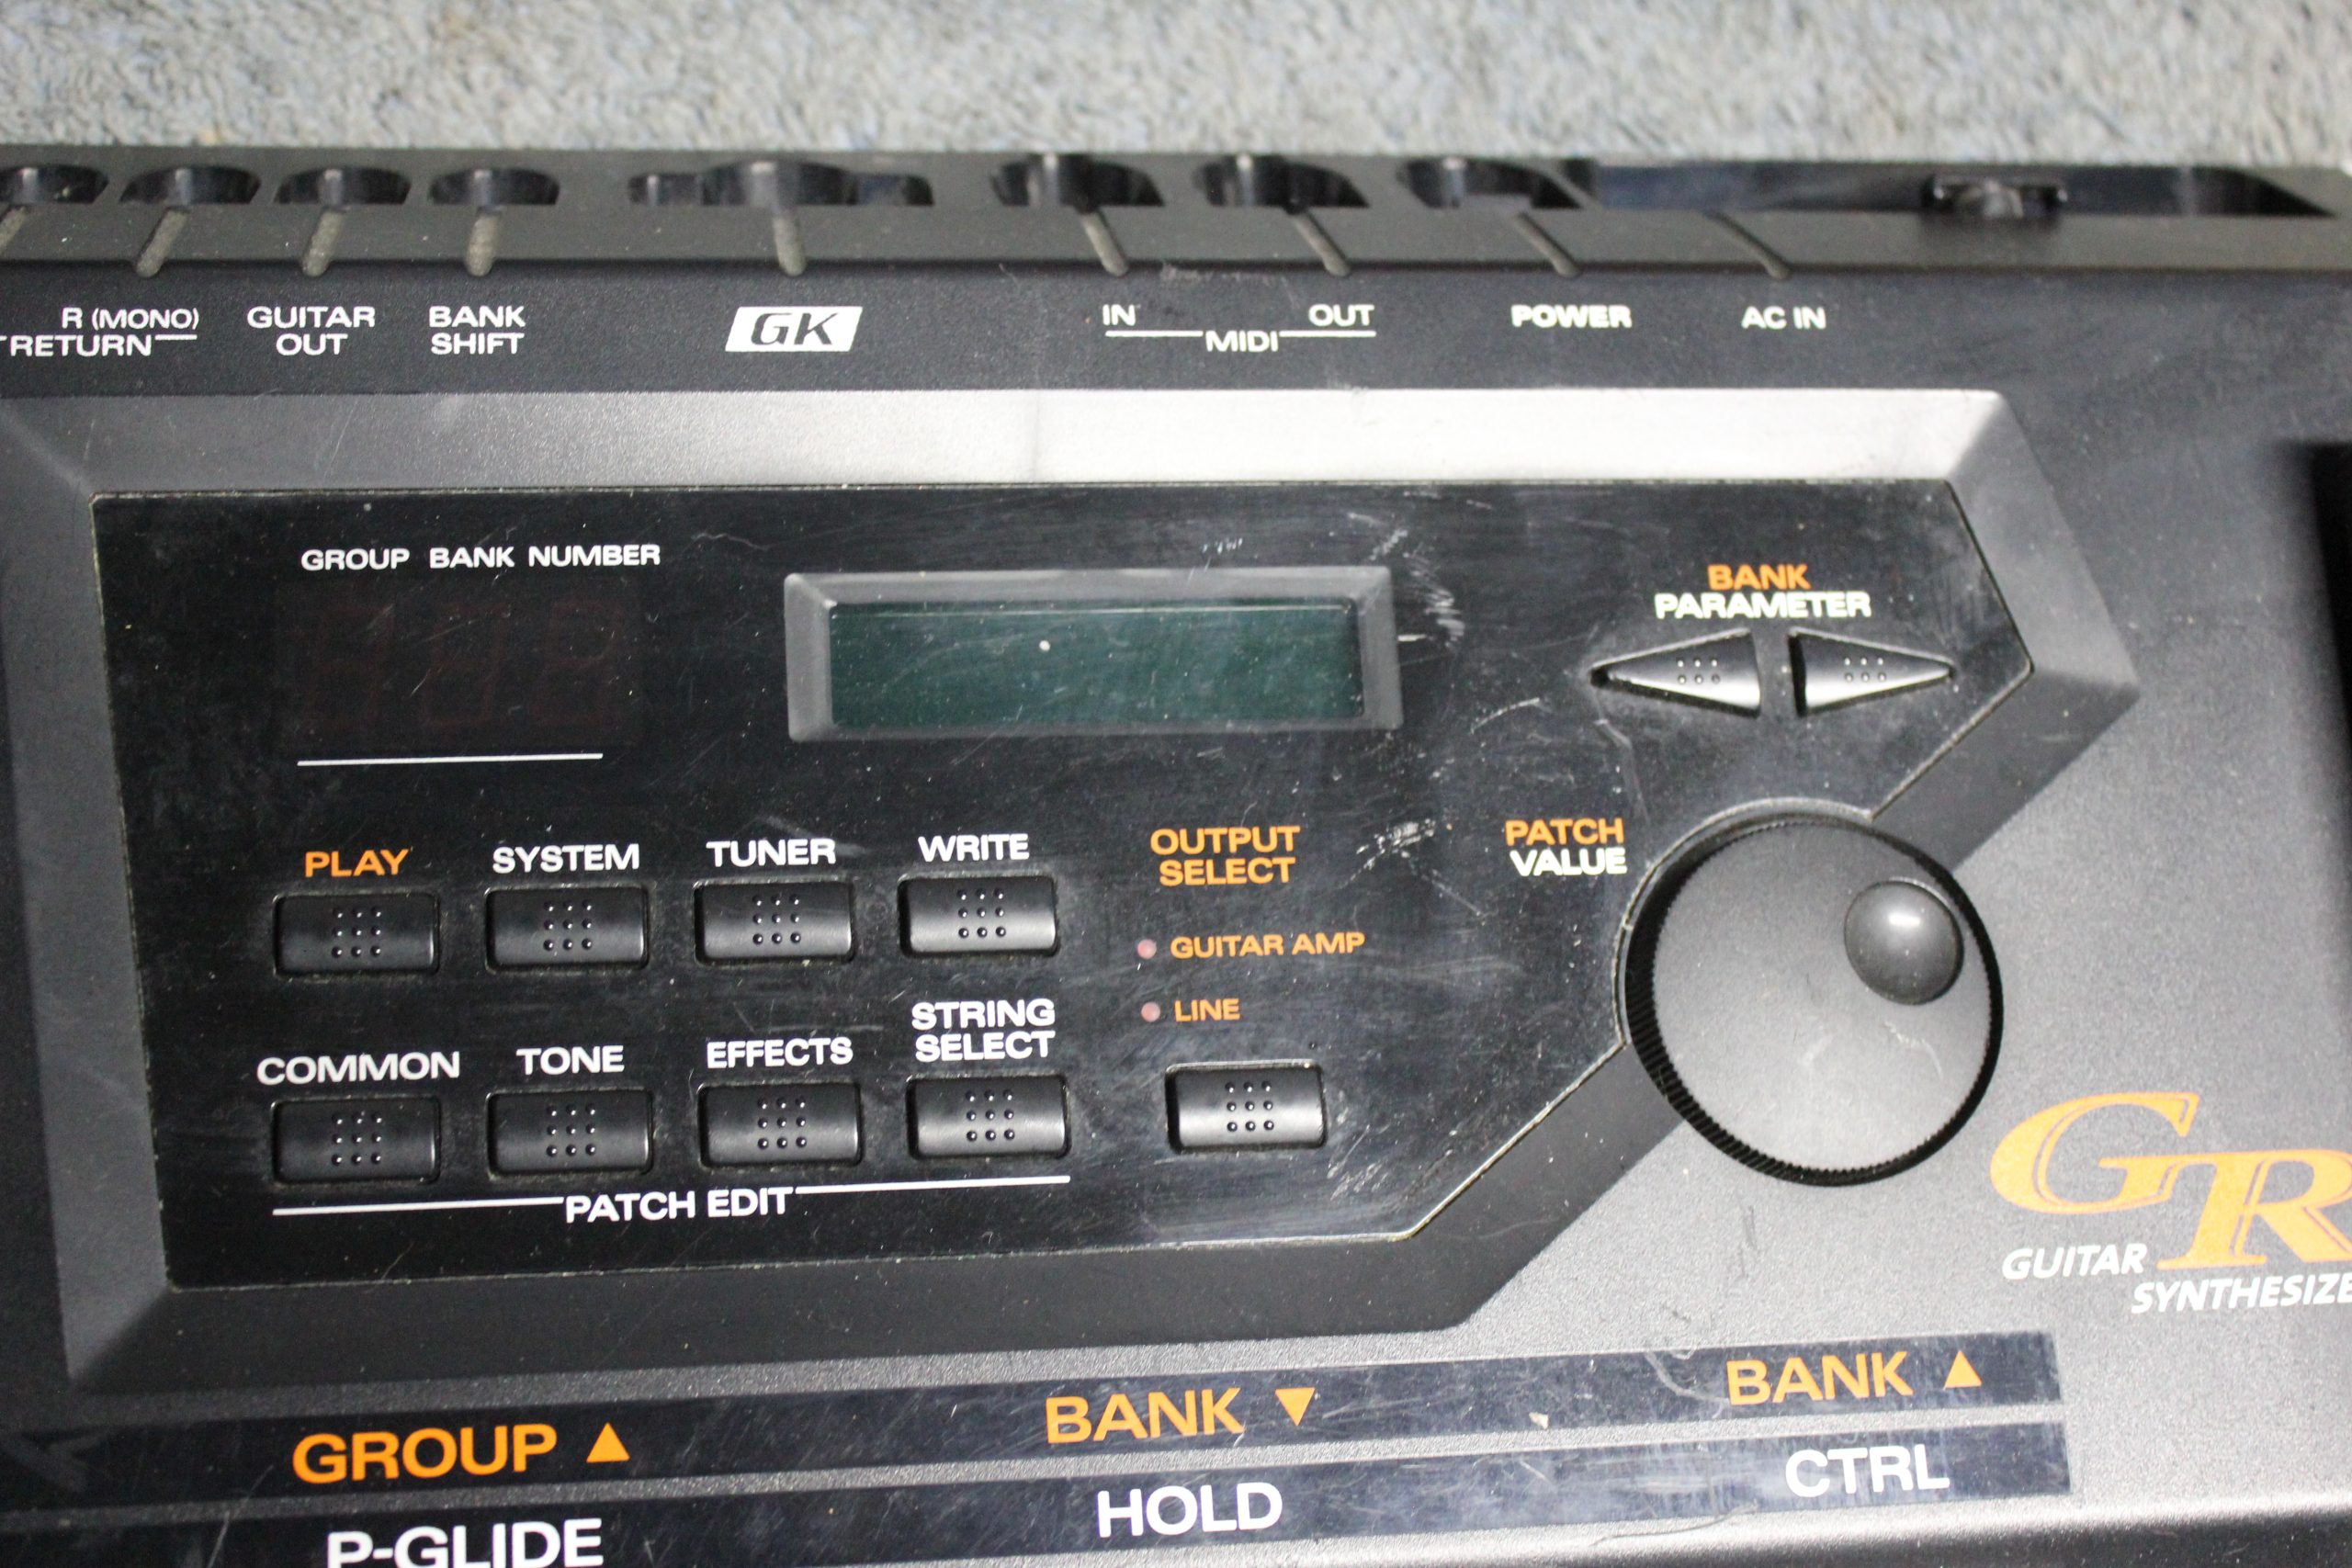 R (MONO)
RETURN
GUITAR
OUT
BANK
SHIFT
GK
IN
OUT
MIDI
POWER
AC IN
GROUP BANK NUMBER
BANK
PARAMETER
PLAY
SYSTEM
TUNER
WRITE
OUTPUT
SELECT
PATCH
VALUE
GUITAR AMP
LINE
COMMON
TONE
EFFECTS
STRING
SELECT
PATCH EDIT
GR
GUITAR
SYNTHESIZE
GROUP ▲
BANK ▼
BANK ▲
P-GLIDE
HOLD
CTRL